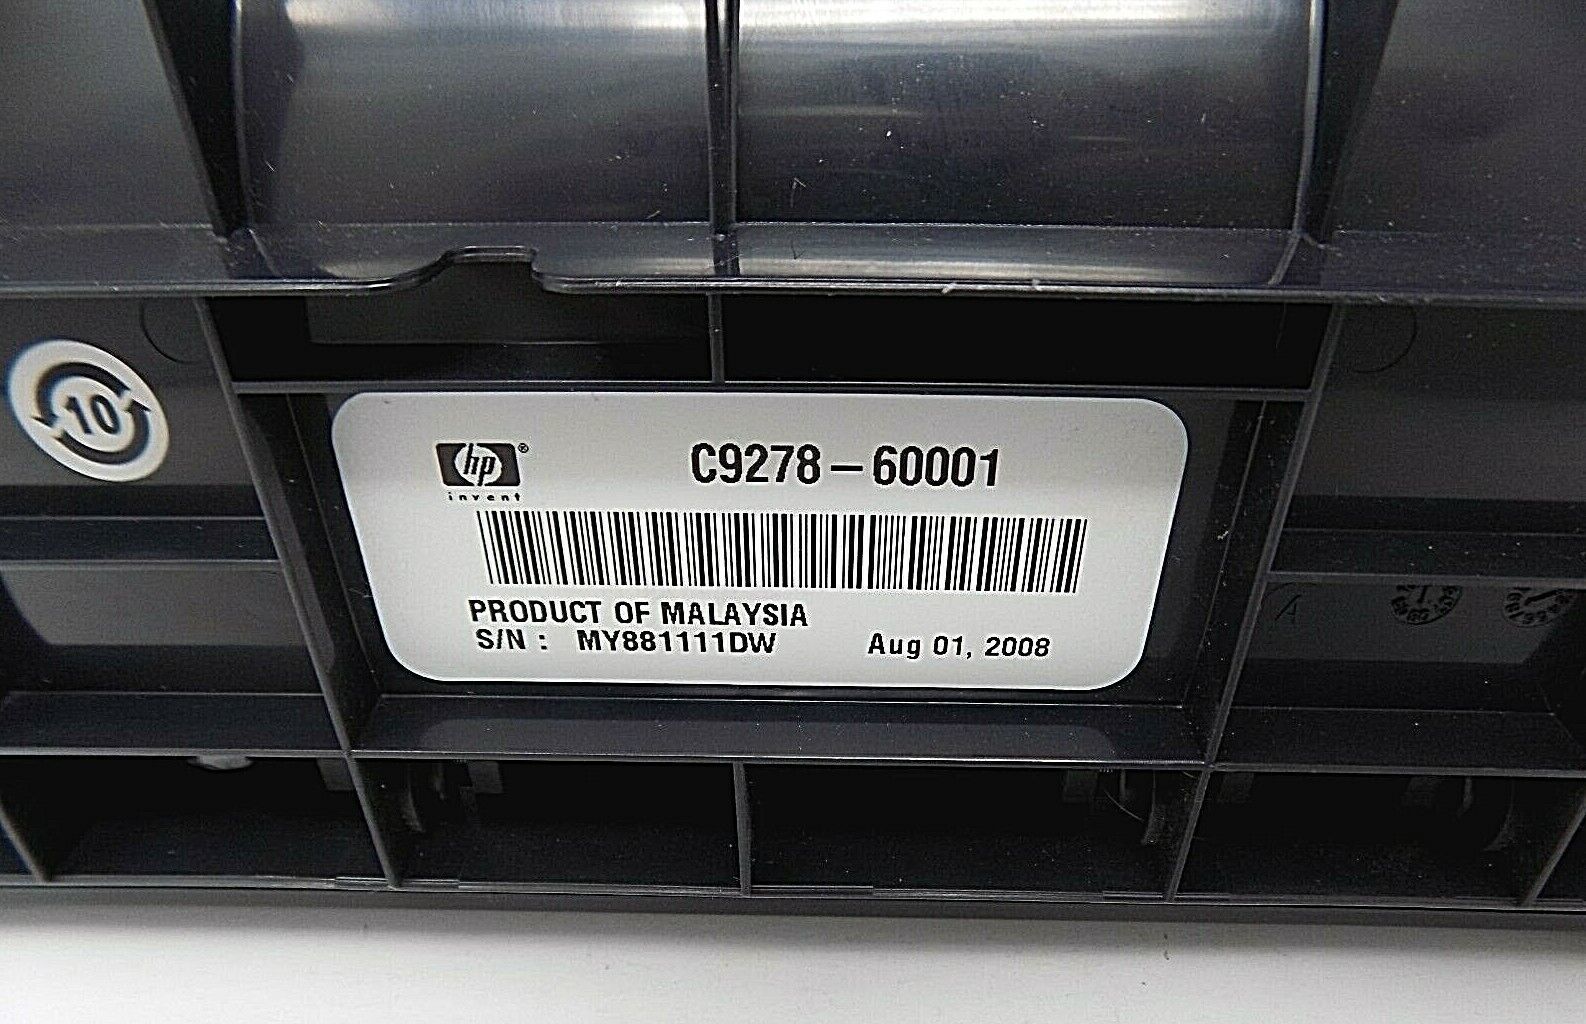 10
hp®
invent
C9278-60001
PRODUCT OF MALAYSIA
S/N : MY881111DW Aug 01, 2008
A